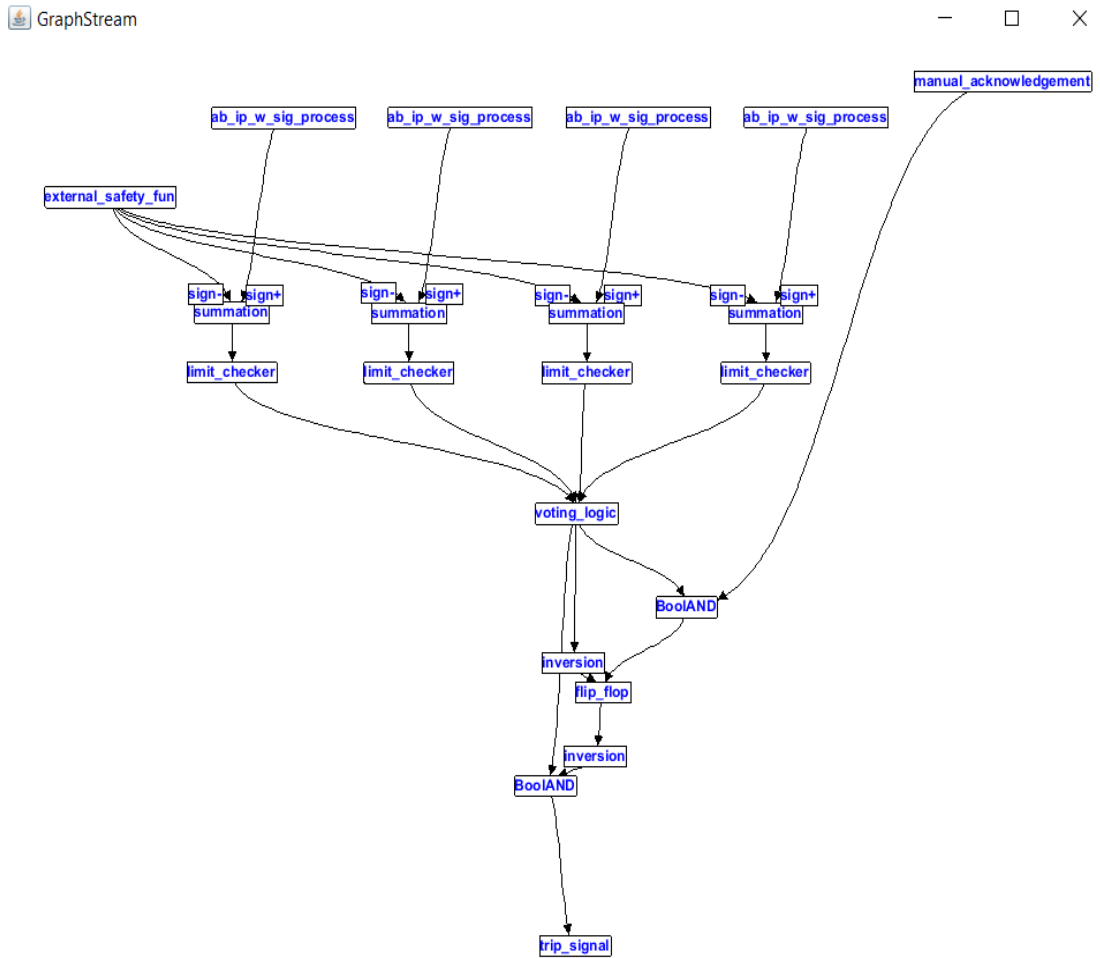 GraphStream
manual_acknowledgement
ab_ip_w_sig_process ab_ip_w_sig_process ab_ip_w_sig_process ab_ip_w_sig_process
external_safety_fun
sign- sign+ sign- sign+ sign- sign+ sign- sign+
summation summation summation summation
limit_checker limit_checker limit_checker limit_checker
voting_logic
BoolAND
inversion
flip_flop
inversion
BoolAND
trip_signal